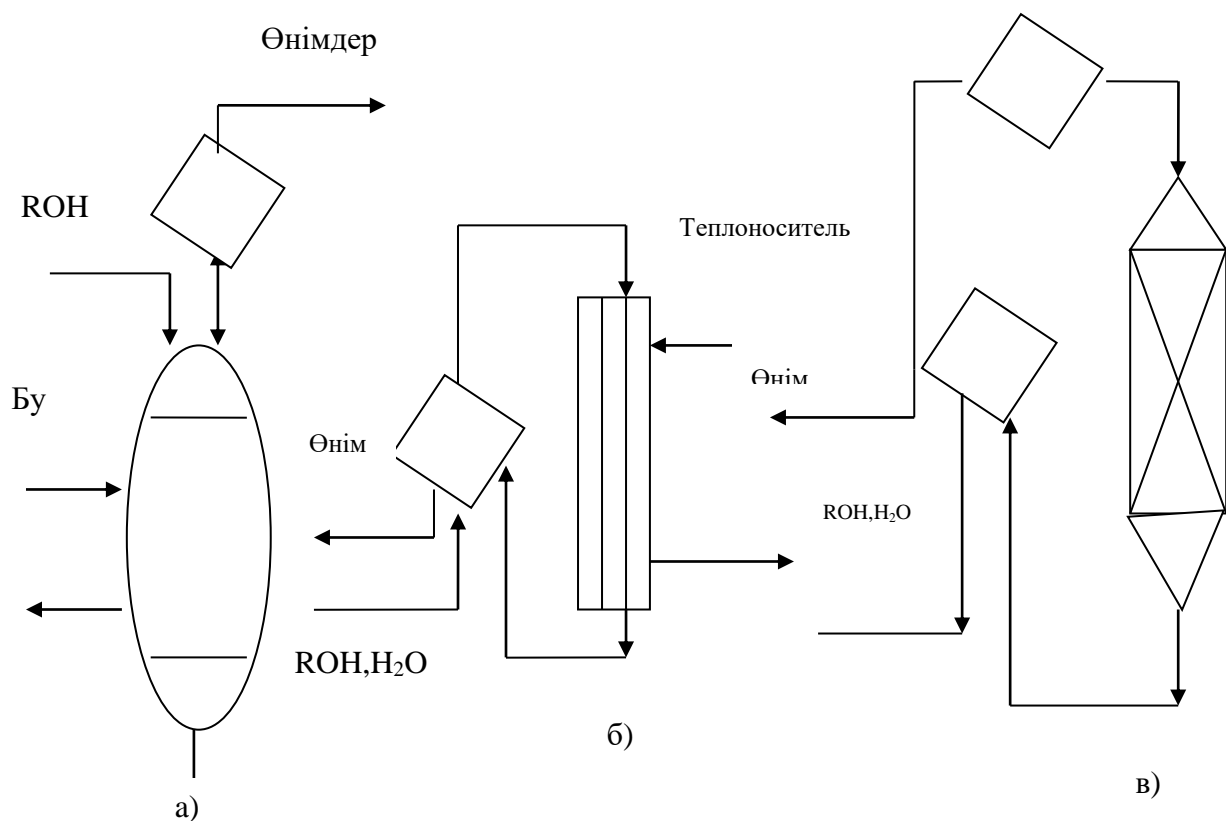 Өнімдер
ROH
Теплоноситель
Бу
Өнім
Өнім
ROH,H₂O
ROH,H₂O
б)
в)
а)